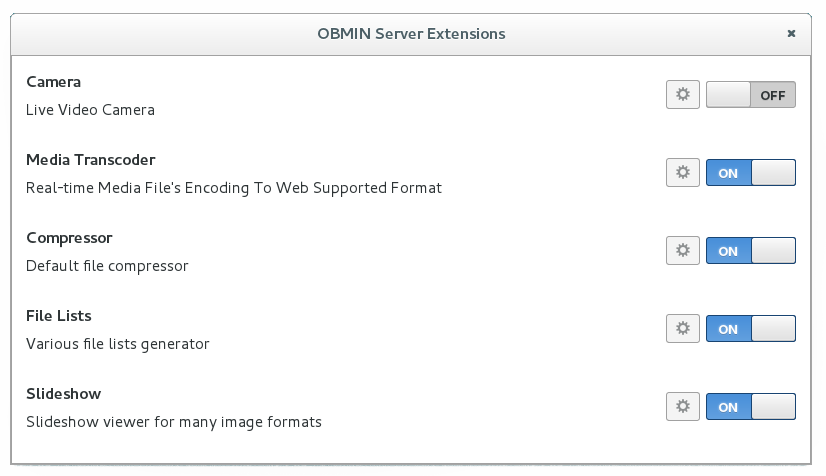 OBMIN Server Extensions
Camera
Live Video Camera
OFF
Media Transcoder
Real-time Media File's Encoding To Web Supported Format
ON
Compressor
Default file compressor
ON
File Lists
Various file lists generator
ON
Slideshow
Slideshow viewer for many image formats
ON